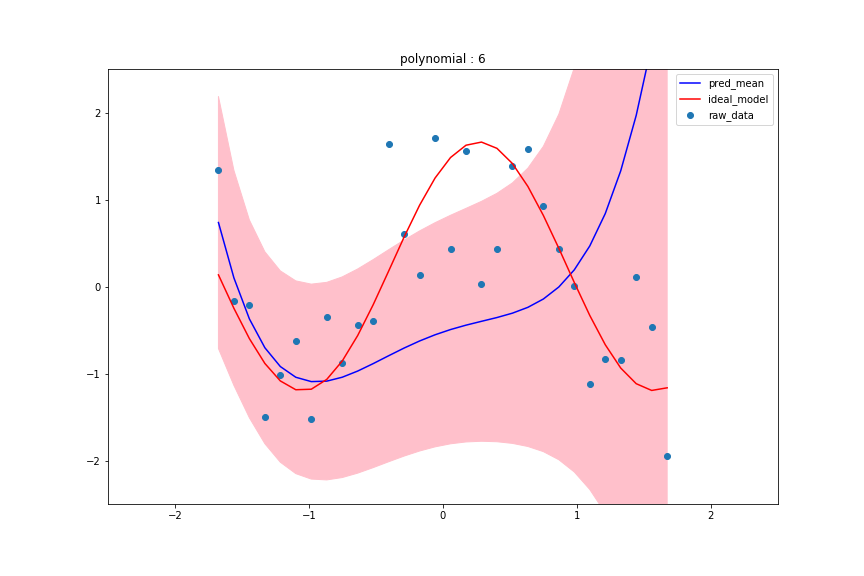 polynomial : 6
pred_mean
ideal_model
raw_data
2
1
0
−1
−2
−2
−1
0
1
2